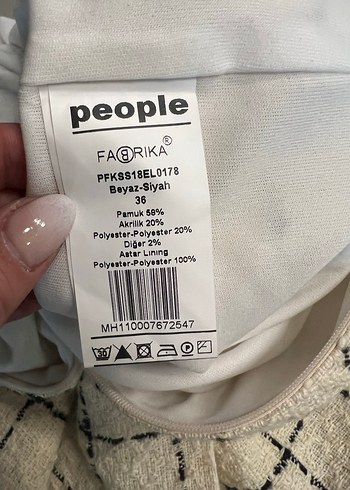 people
FABRIKA®
PFKSS18EL0178
Beyaz-Siyah
36
Pamuk 58%
Akrilik 20%
Polyester-Polyester 20%
Diğer 2%
Astar Lining
Polyester-Polyester 100%
MH110007672547